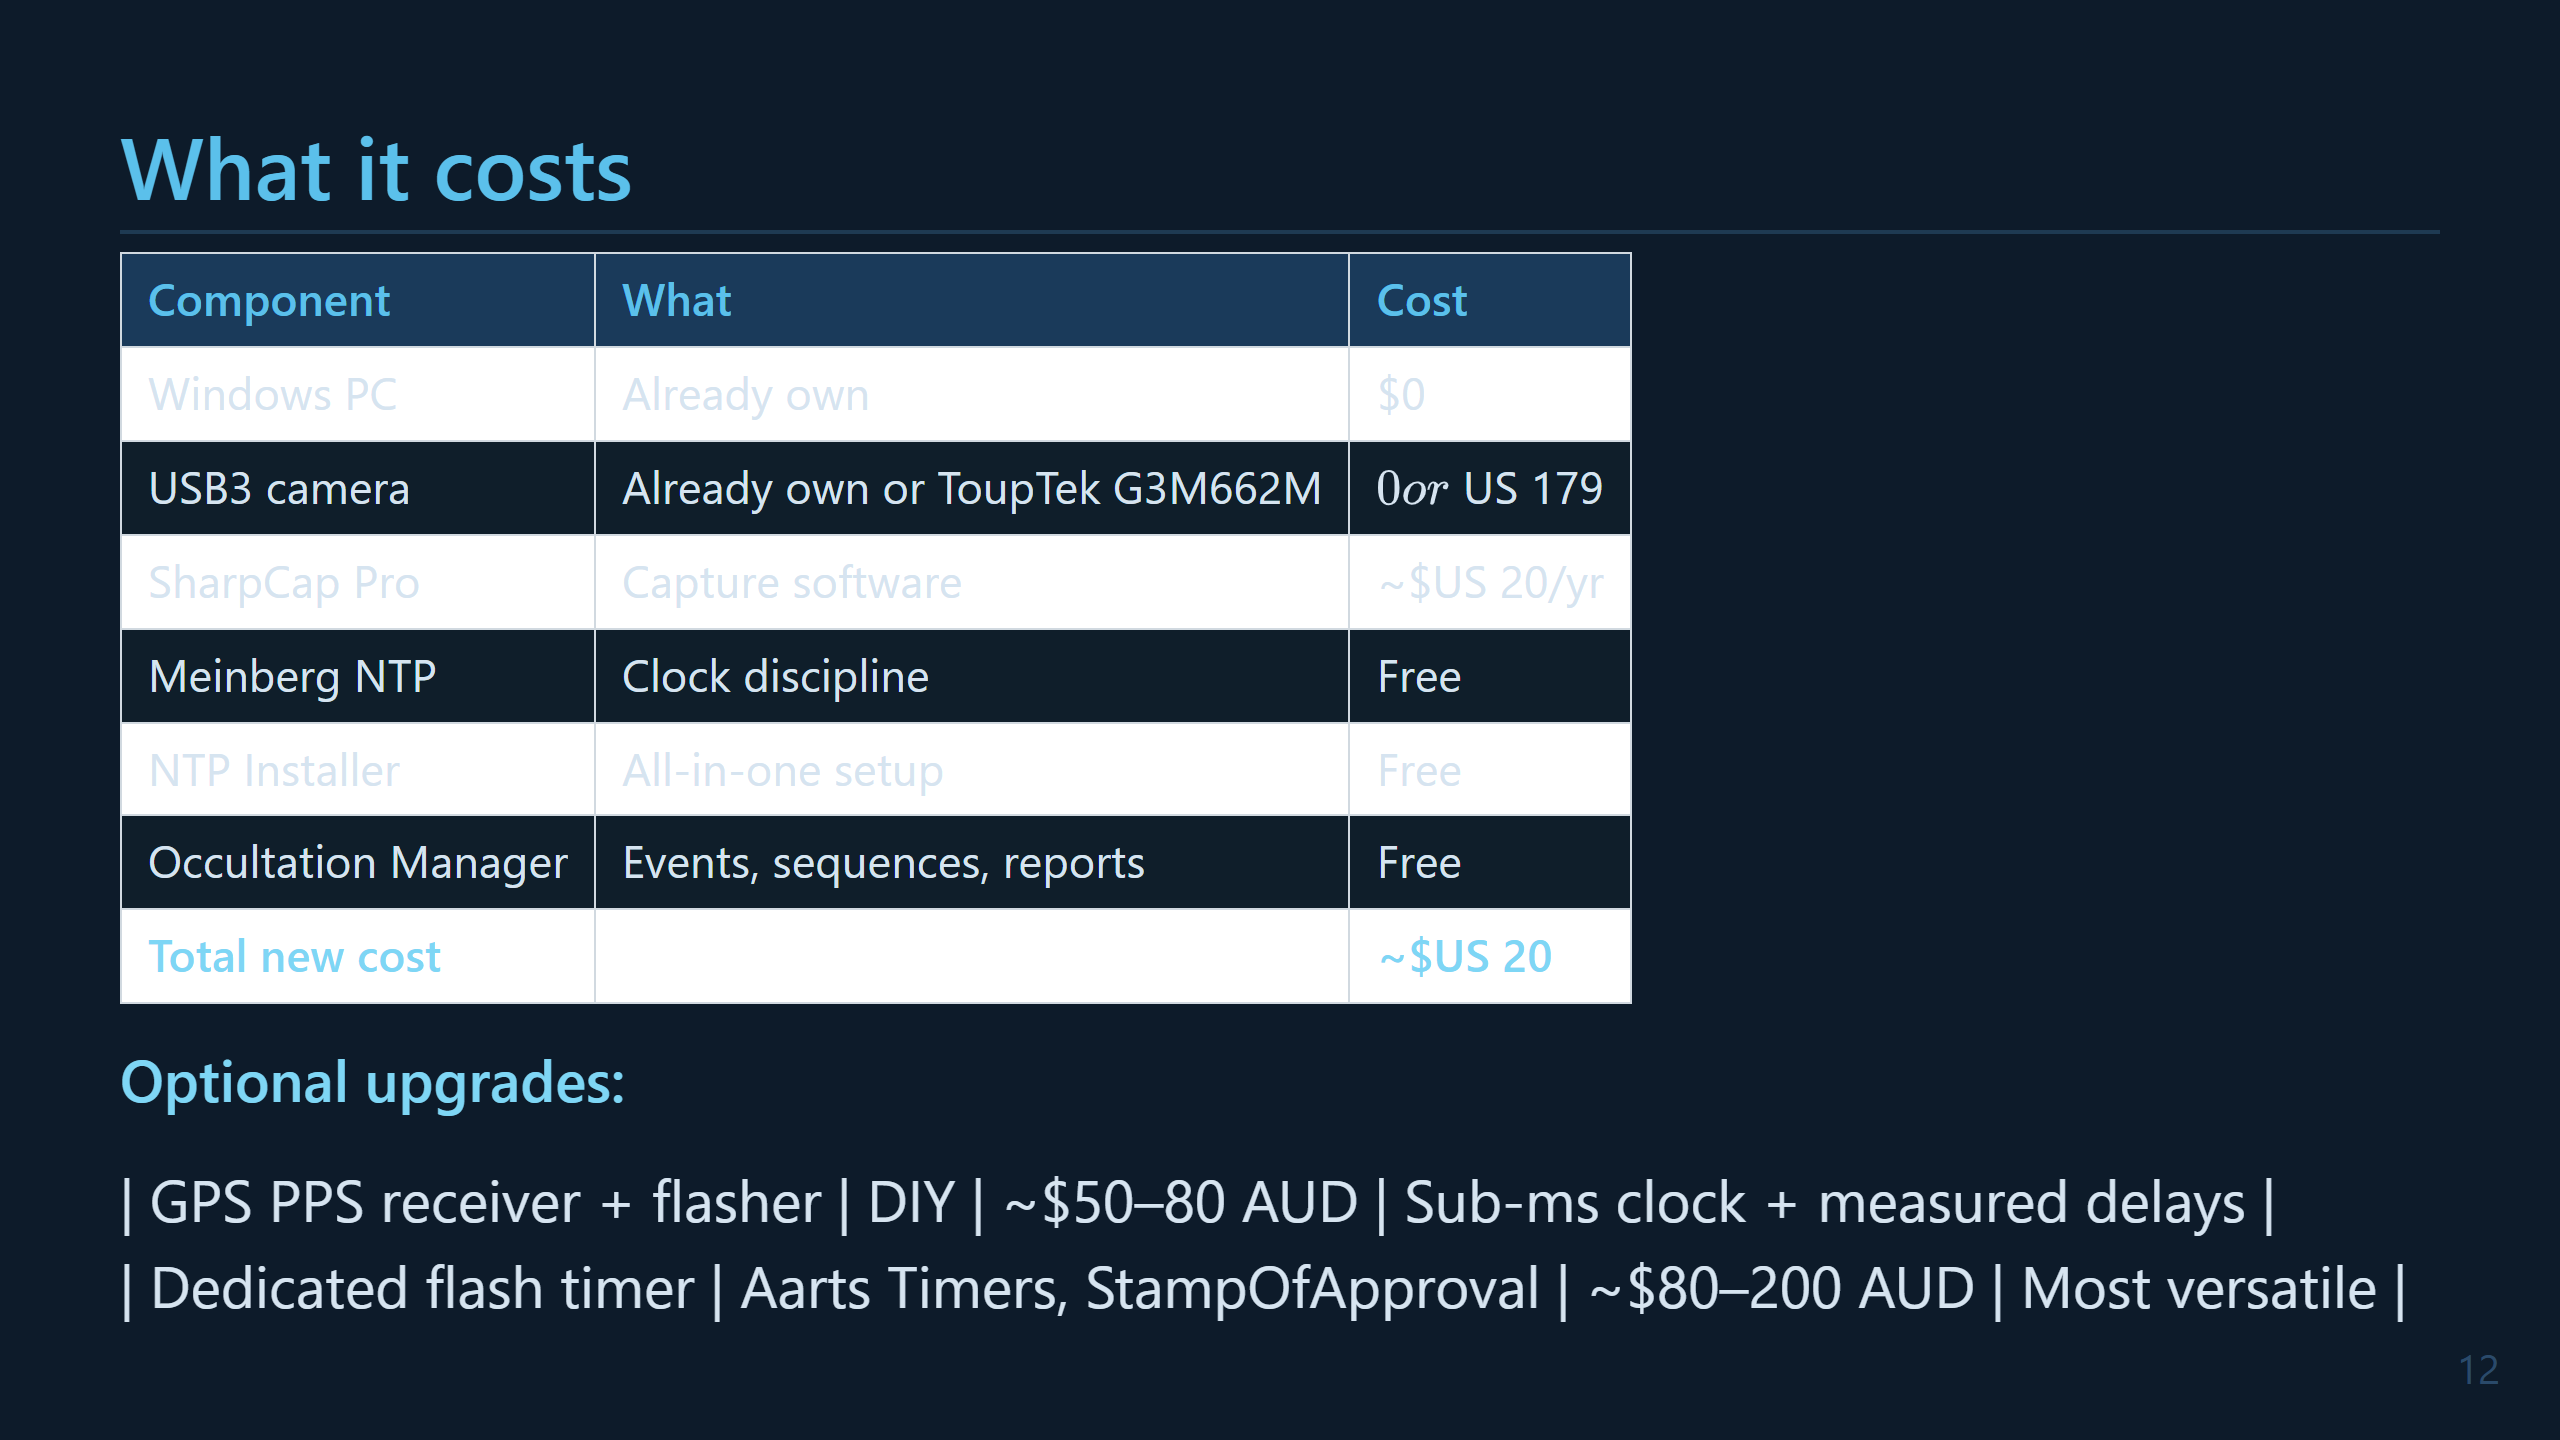 What it costs
Component What Cost
Windows PC Already own $0
USB3 camera Already own or ToupTek G3M662M 0or US 179
SharpCap Pro Capture software ~$US 20/yr
Meinberg NTP Clock discipline Free
NTP Installer All-in-one setup Free
Occultation Manager Events, sequences, reports Free
Total new cost ~$US 20
Optional upgrades:
| GPS PPS receiver + flasher | DIY | ~$50–80 AUD | Sub-ms clock + measured delays |
| Dedicated flash timer | Aarts Timers, StampOfApproval | ~$80–200 AUD | Most versatile |
12